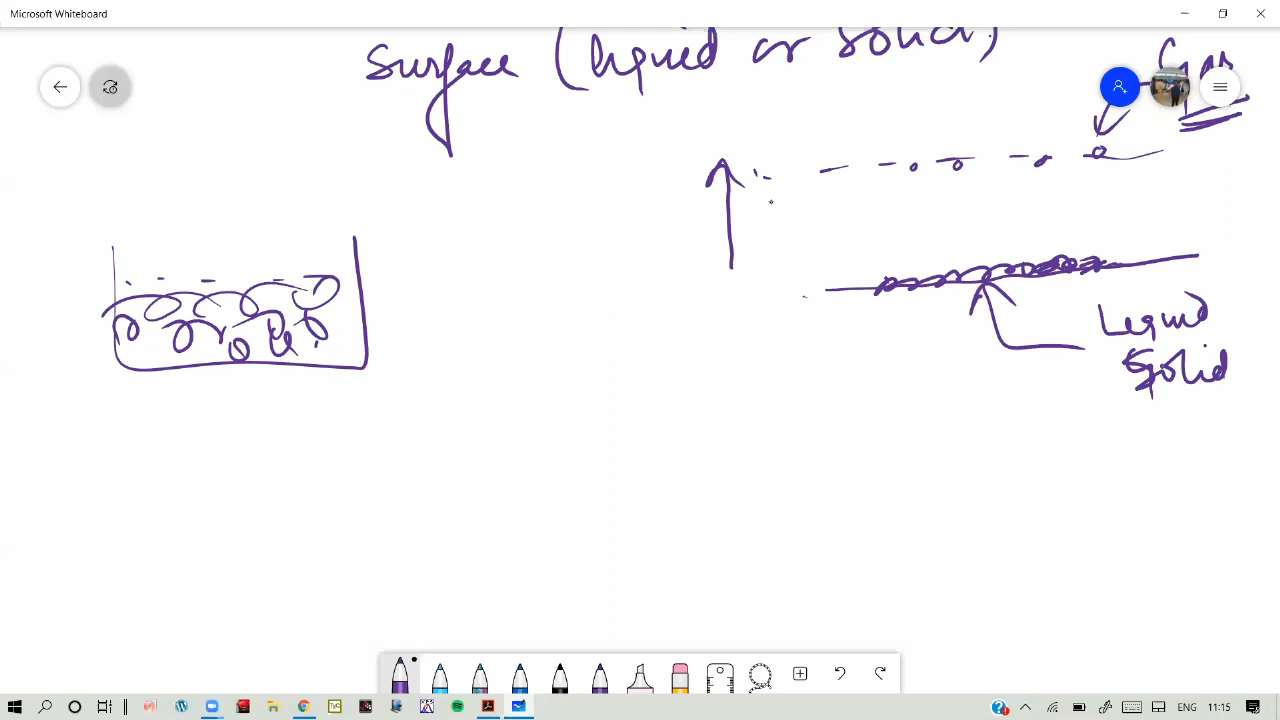 Microsoft Whiteboard
surface (liquid or solid)
Gas
Liquid
Solid
ENG
11:15